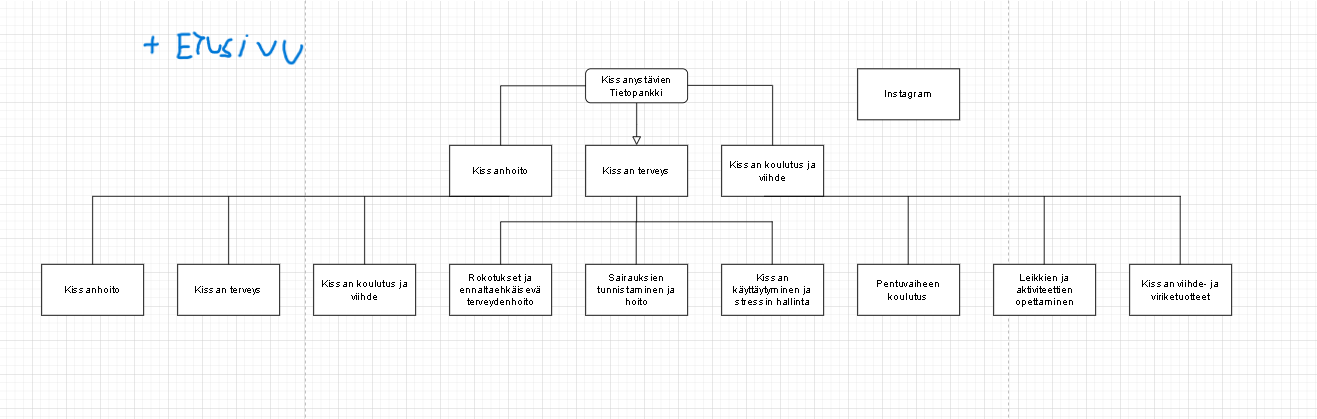 + Etusivu
Kissanystävien
Tietopankki
Instagram
Kissanhoito
Kissan terveys
Kissan koulutus ja
viihde
Kissanhoito
Kissan terveys
Kissan koulutus ja
viihde
Rokotukset ja
ennaltaehkäisevä
terveydenhoito
Sairauksien
tunnistaminen ja
hoito
Kissan
käyttäytyminen ja
stressin hallinta
Pentuvaiheen
koulutus
Leikkien ja
aktiviteettien
opettaminen
Kissan viihde- ja
viriketuotteet